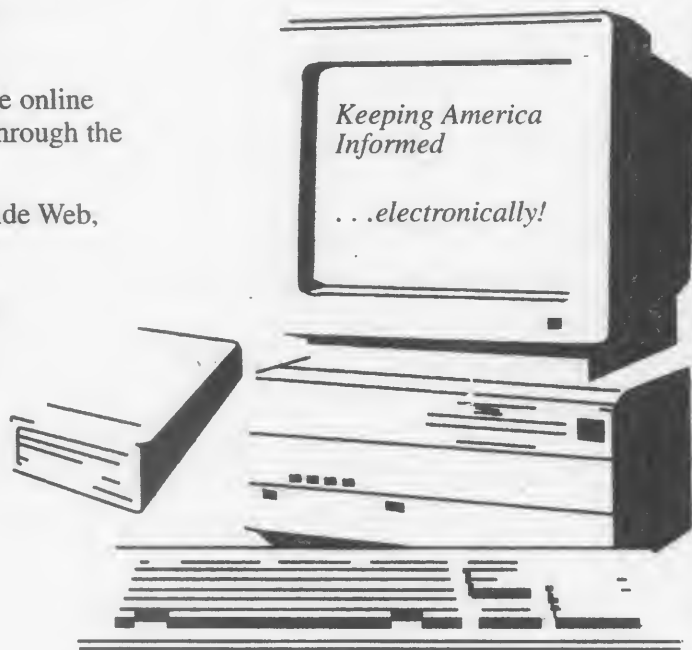 e online
hrough the
de Web,
Keeping America
Informed
. . .electronically!